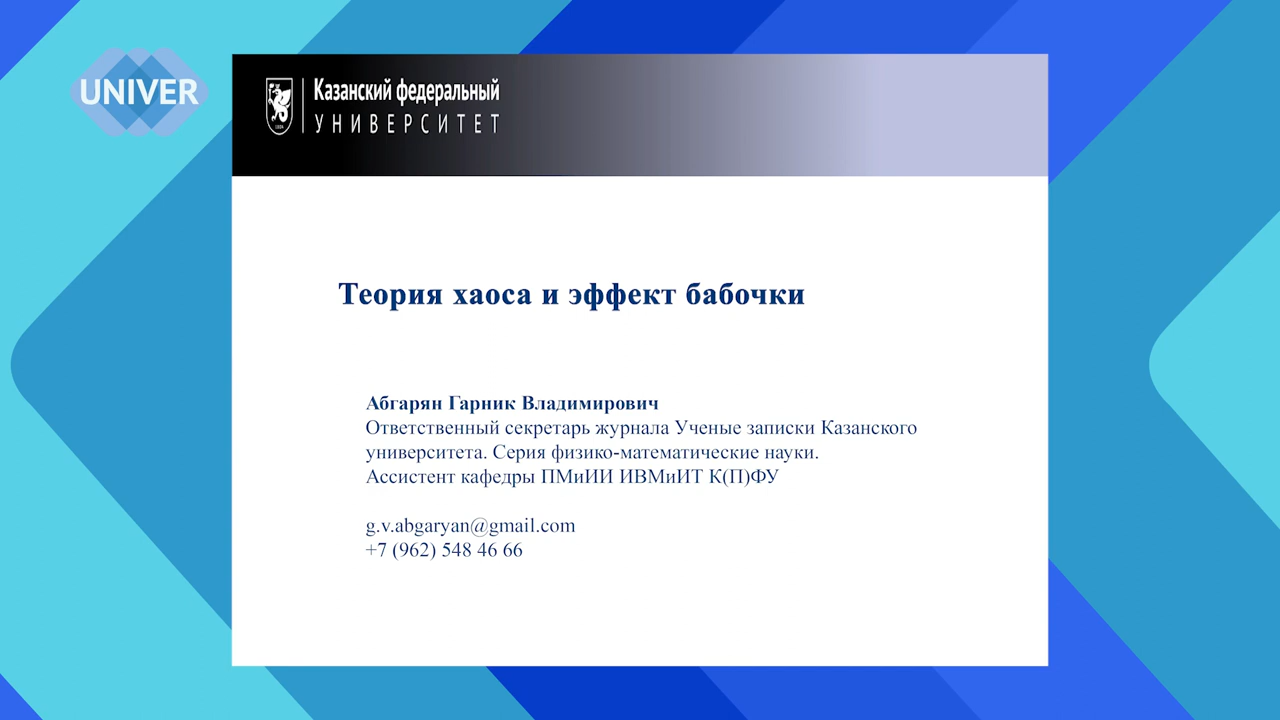 UNIVER
Казанский федеральный
УНИВЕРСИТЕТ
Теория хаоса и эффект бабочки
Абгарян Гарник Владимирович
Ответственный секретарь журнала Ученые записки Казанского
университета. Серия физико-математические науки.
Ассистент кафедры ПМиИИ ИВМиИТ К(П)ФУ
g.v.abgaryan@gmail.com
+7 (962) 548 46 66